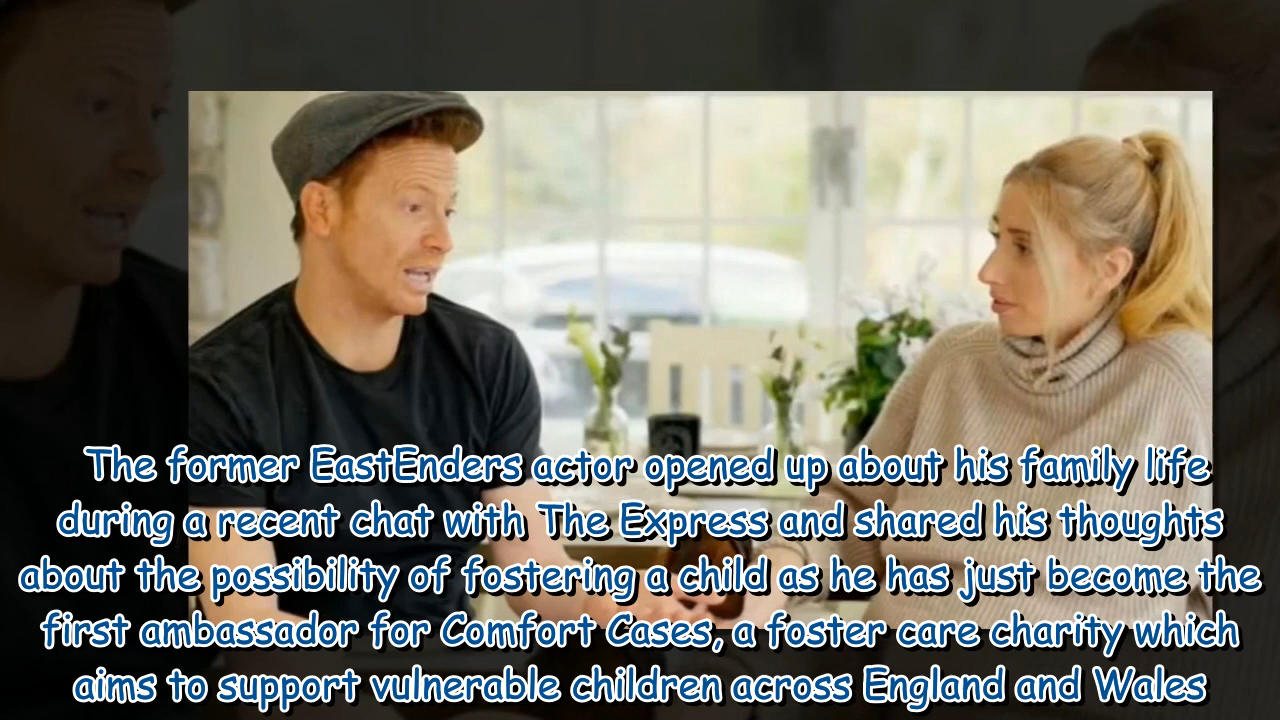 The former EastEnders actor opened up about his family life
during a recent chat with The Express and shared his thoughts
about the possibility of fostering a child as he has just become the
first ambassador for Comfort Cases, a foster care charity which
aims to support vulnerable children across England and Wales